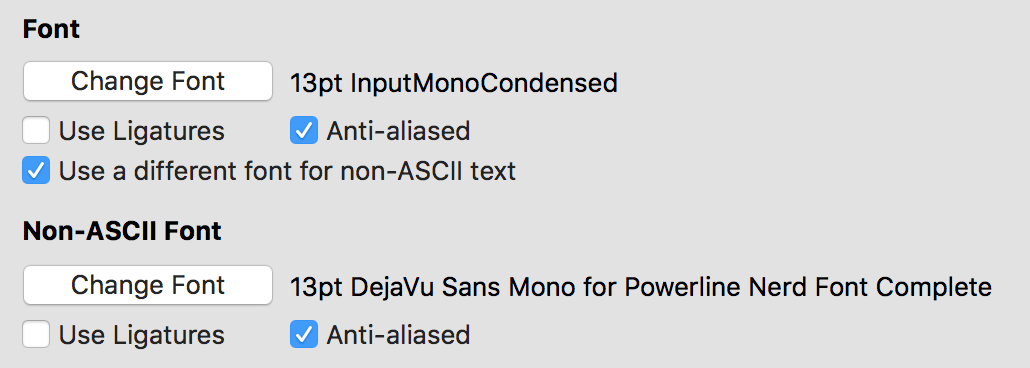 Font
Change Font 13pt InputMonoCondensed
Use Ligatures Anti-aliased
Use a different font for non-ASCII text
Non-ASCII Font
Change Font 13pt DejaVu Sans Mono for Powerline Nerd Font Complete
Use Ligatures Anti-aliased